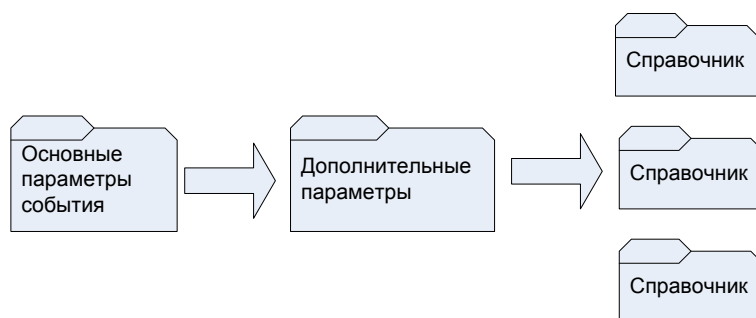 Основные
параметры
события
Дополнительные
параметры
Справочник
Справочник
Справочник